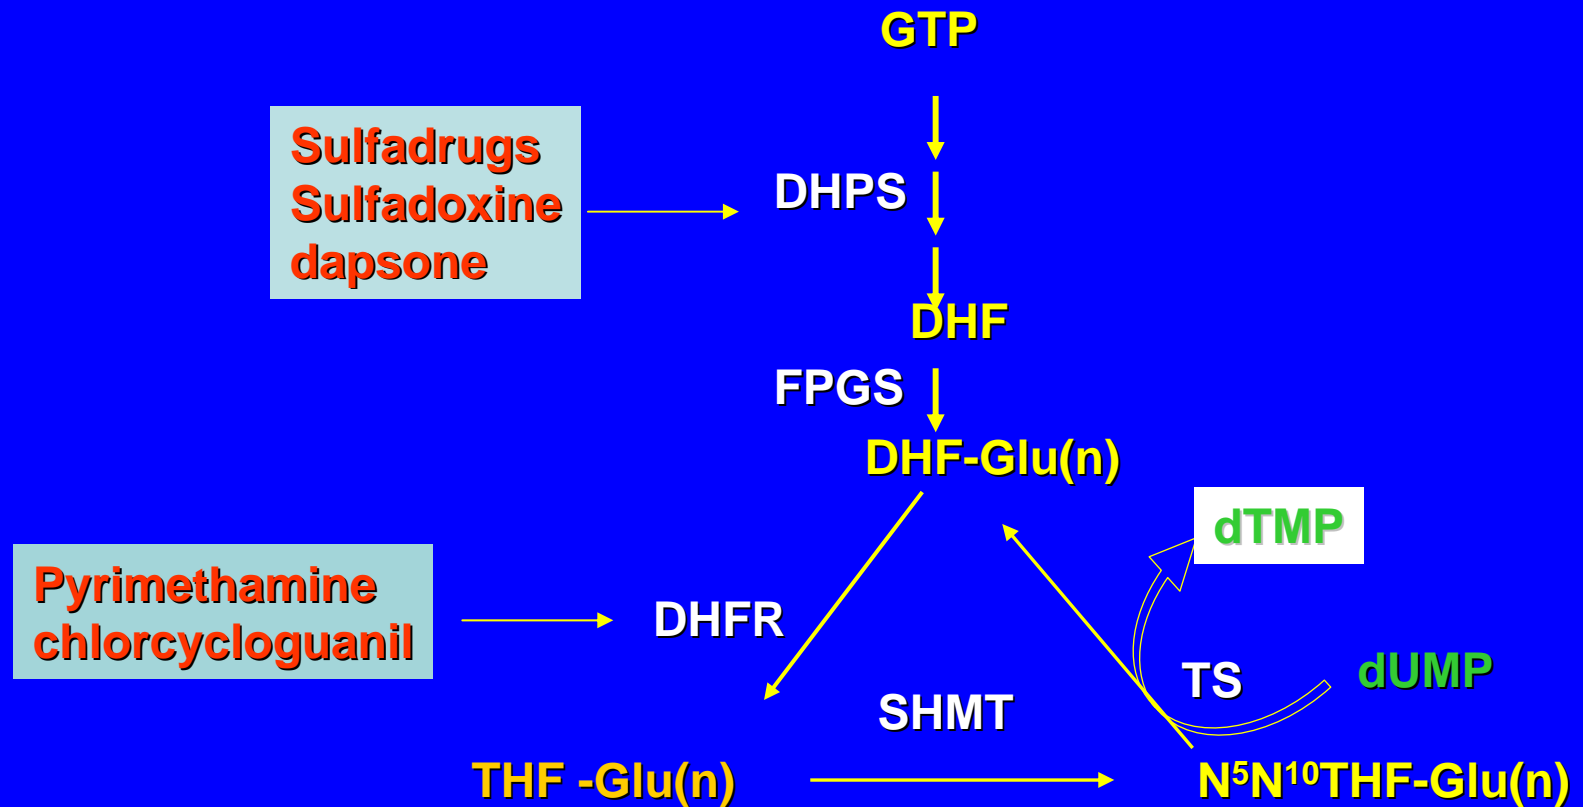 GTP
Sulfadrugs
Sulfadoxine
dapsone
DHPS
DHF
FPGS
DHF-Glu(n)
dTMP
Pyrimethamine
chlorcycloguanil
DHFR
TS
dUMP
SHMT
THF -Glu(n)
N⁵N¹⁰THF-Glu(n)